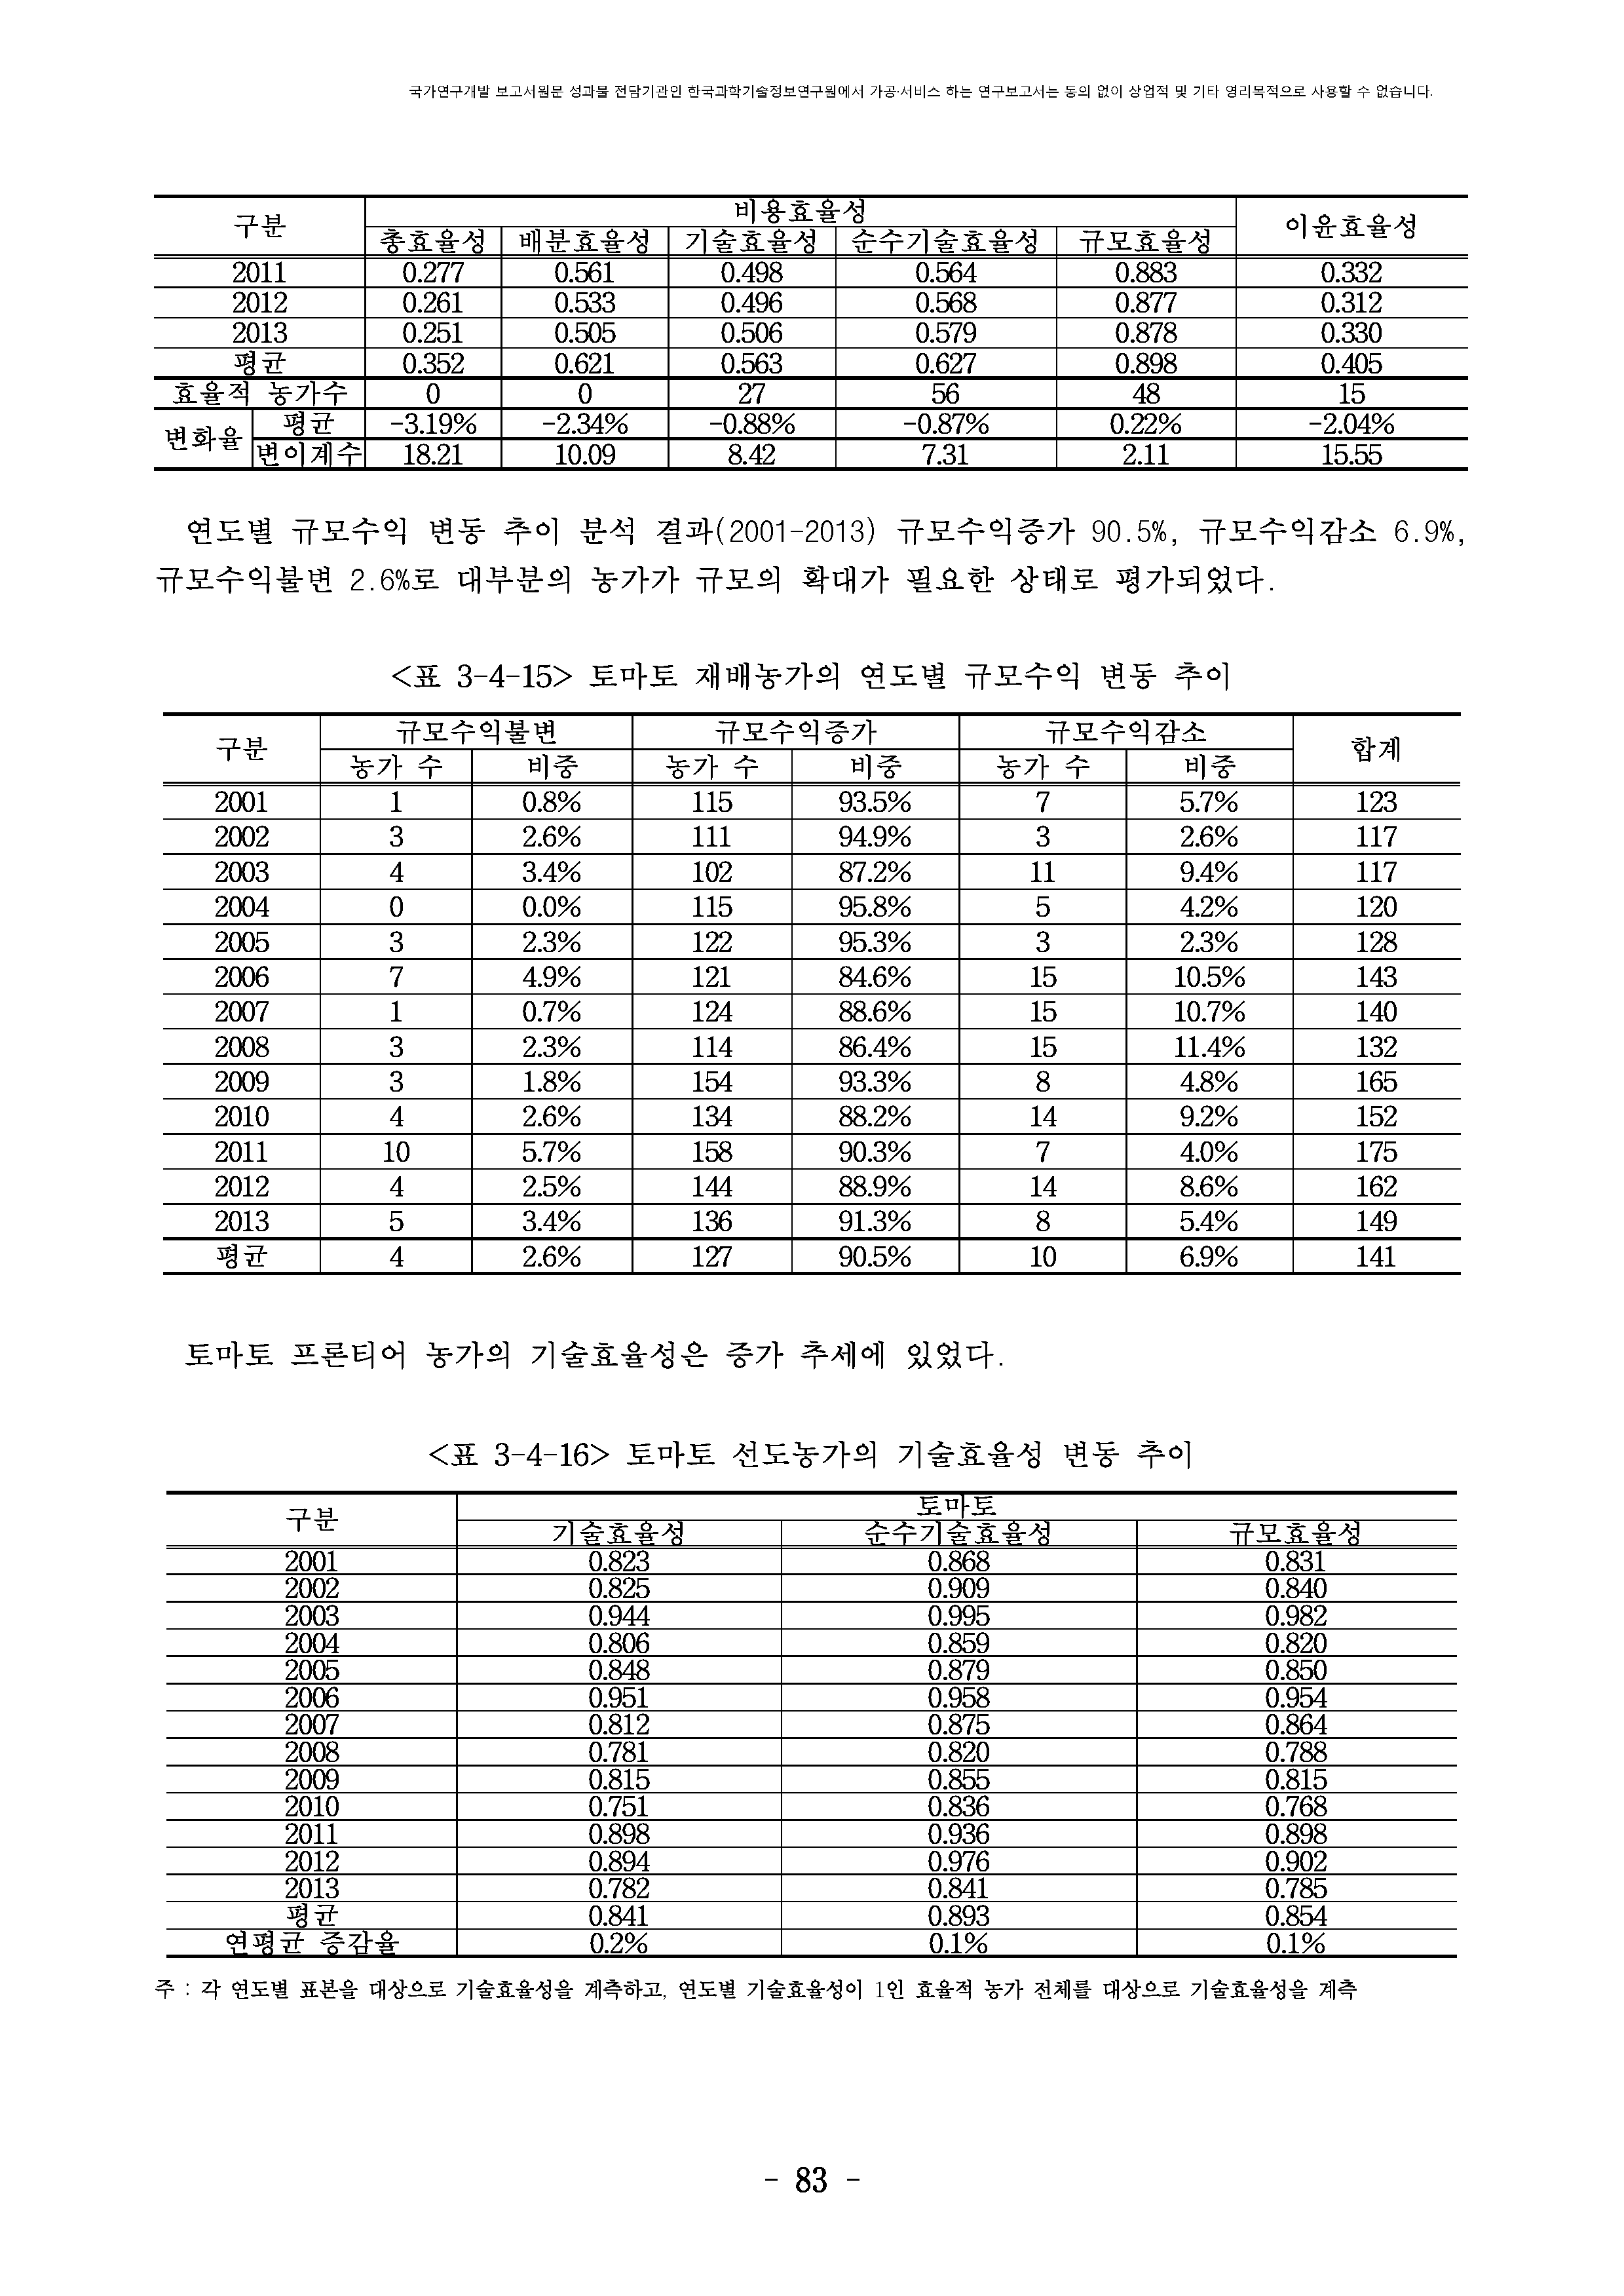 국가연구개발 보고서원문 성과물 전담기관인 한국과학기술정보연구원에서 가공·서비스 하는 연구보고서는 동의 없이 상업적 및 기타 영리목적으로 사용할 수 없습니다.
구분 비용효율성 이윤효율성
총효율성 배분효율성 기술효율성 순수기술효율성 규모효율성
2011 0.277 0.561 0.498 0.564 0.883 0.332
2012 0.261 0.533 0.496 0.568 0.877 0.312
2013 0.251 0.505 0.506 0.579 0.878 0.330
평균 0.352 0.621 0.563 0.627 0.898 0.405
효율적 농가수 0 0 27 56 48 15
변화율 평균 -3.19% -2.34% -0.88% -0.87% 0.22% -2.04%
변이계수 18.21 10.09 8.42 7.31 2.11 15.55
연도별 규모수익 변동 추이 분석 결과(2001-2013) 규모수익증가 90.5%, 규모수익감소 6.9%,
규모수익불변 2.6%로 대부분의 농가가 규모의 확대가 필요한 상태로 평가되었다.
<표 3-4-15> 토마토 재배농가의 연도별 규모수익 변동 추이
구분 규모수익불변 규모수익증가 규모수익감소 합계
농가 수 비중 농가 수 비중 농가 수 비중
2001 1 0.8% 115 93.5% 7 5.7% 123
2002 3 2.6% 111 94.9% 3 2.6% 117
2003 4 3.4% 102 87.2% 11 9.4% 117
2004 0 0.0% 115 95.8% 5 4.2% 120
2005 3 2.3% 122 95.3% 3 2.3% 128
2006 7 4.9% 121 84.6% 15 10.5% 143
2007 1 0.7% 124 88.6% 15 10.7% 140
2008 3 2.3% 114 86.4% 15 11.4% 132
2009 3 1.8% 154 93.3% 8 4.8% 165
2010 4 2.6% 134 88.2% 14 9.2% 152
2011 10 5.7% 158 90.3% 7 4.0% 175
2012 4 2.5% 144 88.9% 14 8.6% 162
2013 5 3.4% 136 91.3% 8 5.4% 149
평균 4 2.6% 127 90.5% 10 6.9% 141
토마토 프론티어 농가의 기술효율성은 증가 추세에 있었다.
<표 3-4-16> 토마토 선도농가의 기술효율성 변동 추이
구분 토마토
기술효율성 순수기술효율성 규모효율성
2001 0.823 0.868 0.831
2002 0.825 0.909 0.840
2003 0.944 0.995 0.982
2004 0.806 0.859 0.820
2005 0.848 0.879 0.850
2006 0.951 0.958 0.954
2007 0.812 0.875 0.864
2008 0.781 0.820 0.788
2009 0.815 0.855 0.815
2010 0.751 0.836 0.768
2011 0.898 0.936 0.898
2012 0.894 0.976 0.902
2013 0.782 0.841 0.785
평균 0.841 0.893 0.854
연평균 증감율 0.2% 0.1% 0.1%
주 : 각 연도별 표본을 대상으로 기술효율성을 계측하고, 연도별 기술효율성이 1인 효율적 농가 전체를 대상으로 기술효율성을 계측
- 83 -